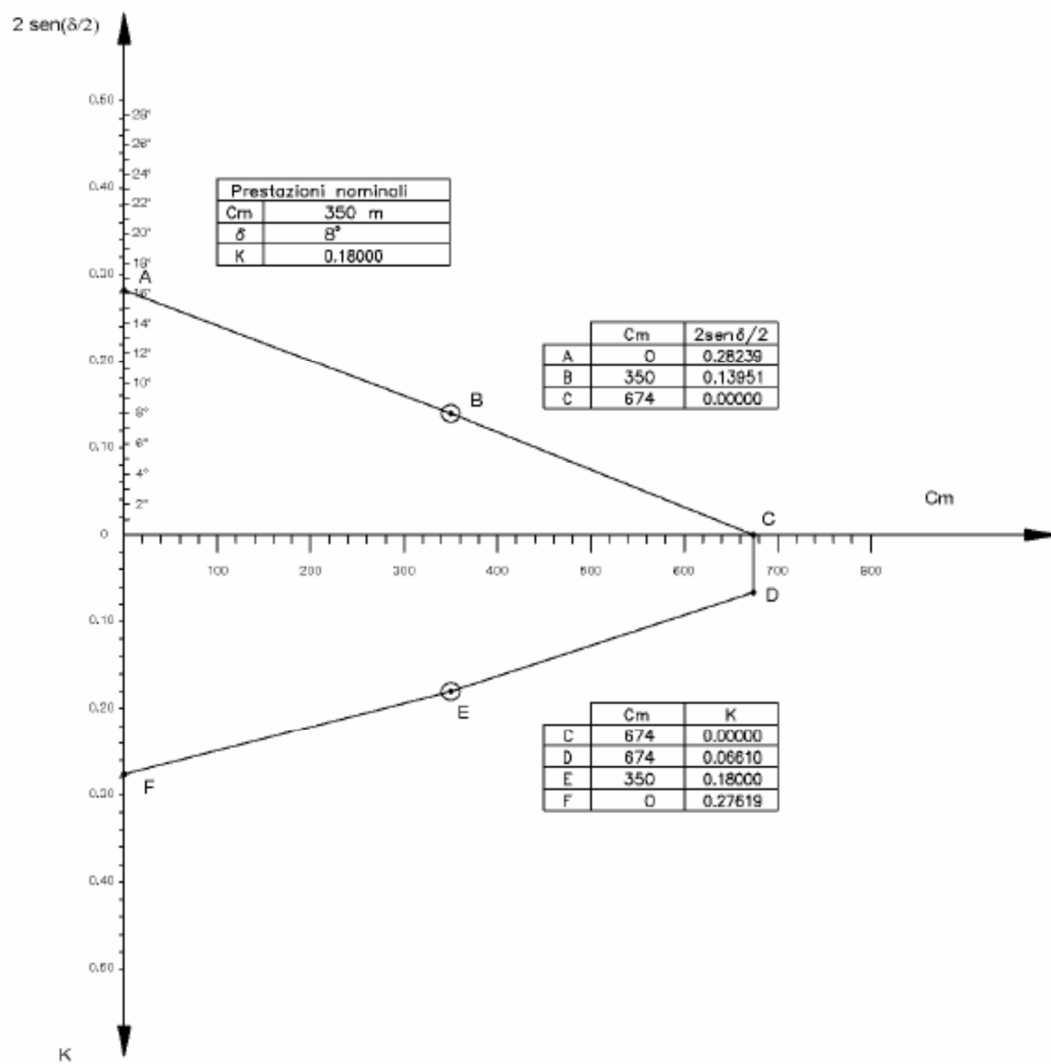 2 sen(δ/2)
0.50
28°
26°
24°
0.40
22°
Prestazioni nominali
Cm 350 m
δ 8°
K 0.18000
20°
18°
0.30
A
16°
14°
0.20
12°
10°
Cm 2senδ/2
A 0 0.28239
B 350 0.13951
C 674 0.00000
B
8°
0.10
6°
4°
2°
Cm
C
0
100 200 300 400 500 600 700 800
D
0.10
0.20
E
Cm K
C 674 0.00000
D 674 0.06610
E 350 0.18000
F 0 0.27619
F
0.30
0.40
0.50
K